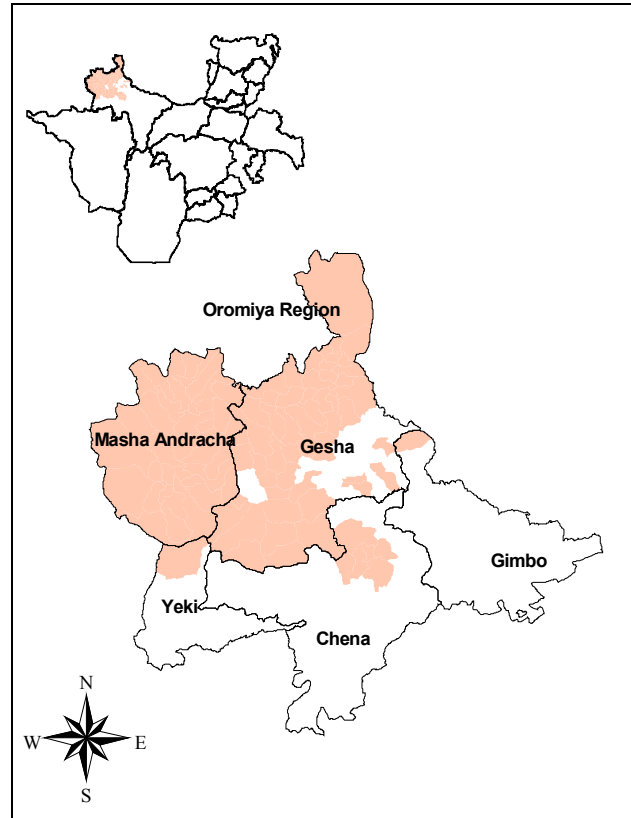 Oromiya Region
Masha Andracha
Gesha
Gimbo
Yeki
Chena
N
W
E
S